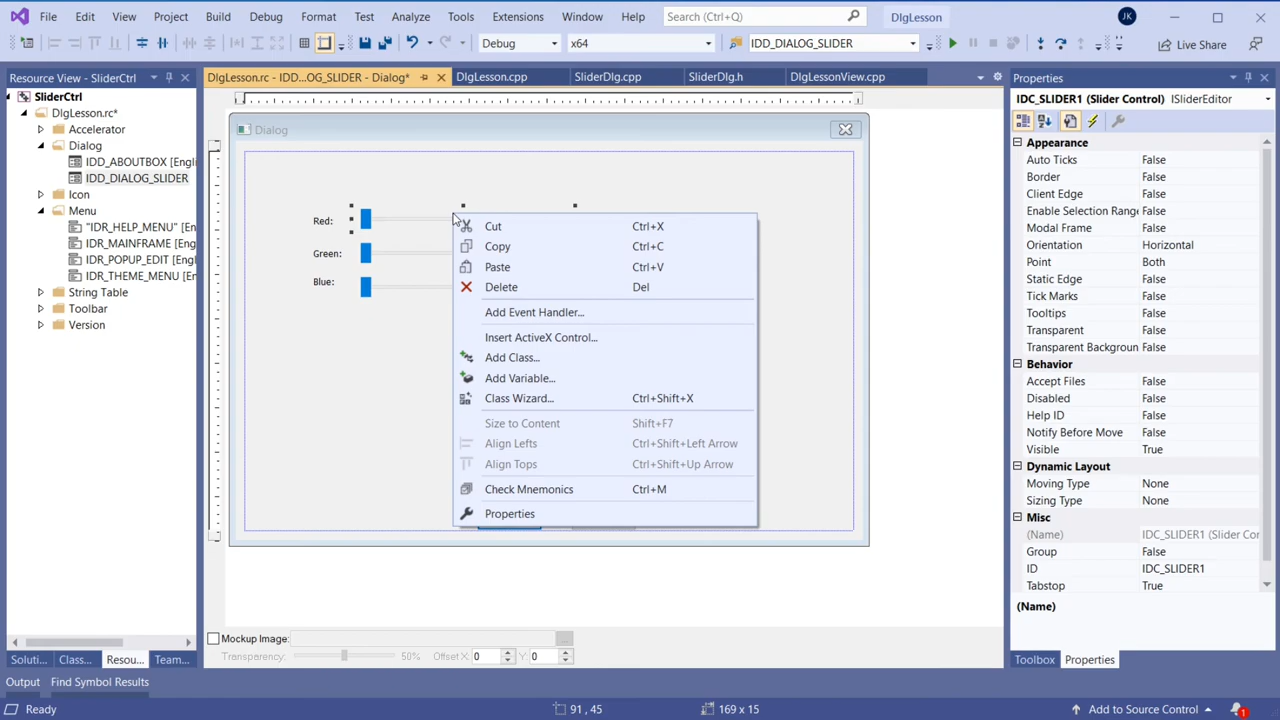 File Edit View Project Build Debug Format Test Analyze Tools Extensions Window Help Search (Ctrl+Q) DlgLesson JK
Debug x64 IDD_DIALOG_SLIDER Live Share
Resource View - SliderCtrl
SliderCtrl
DlgLesson.rc*
Accelerator
Dialog
IDD_ABOUTBOX [Engli
IDD_DIALOG_SLIDER
Icon
Menu
"IDR_HELP_MENU" [Eng
IDR_MAINFRAME [Engli
IDR_POPUP_EDIT [Engli
IDR_THEME_MENU [Engl
String Table
Toolbar
Version
Soluti... Class... Resou... Team...
DlgLesson.rc - IDD...OG_SLIDER - Dialog* DlgLesson.cpp SliderDlg.cpp SliderDlg.h DlgLessonView.cpp
Dialog
Red:
Green:
Blue:
Cut Ctrl+X
Copy Ctrl+C
Paste Ctrl+V
Delete Del
Add Event Handler...
Insert ActiveX Control...
Add Class...
Add Variable...
Class Wizard... Ctrl+Shift+X
Size to Content Shift+F7
Align Lefts Ctrl+Shift+Left Arrow
Align Tops Ctrl+Shift+Up Arrow
Check Mnemonics Ctrl+M
Properties
Mockup Image: ...
Transparency: 50% Offset X: 0 Y: 0
Properties
IDC_SLIDER1 (Slider Control) ISliderEditor
Appearance
Auto Ticks False
Border False
Client Edge False
Enable Selection Range False
Modal Frame False
Orientation Horizontal
Point Both
Static Edge False
Tick Marks False
Tooltips False
Transparent False
Transparent Backgroun False
Behavior
Accept Files False
Disabled False
Help ID False
Notify Before Move False
Visible True
Dynamic Layout
Moving Type None
Sizing Type None
Misc
(Name) IDC_SLIDER1 (Slider Cor
Group False
ID IDC_SLIDER1
Tabstop True
(Name)
Toolbox Properties
Output Find Symbol Results
Ready 91 , 45 169 x 15 Add to Source Control 1